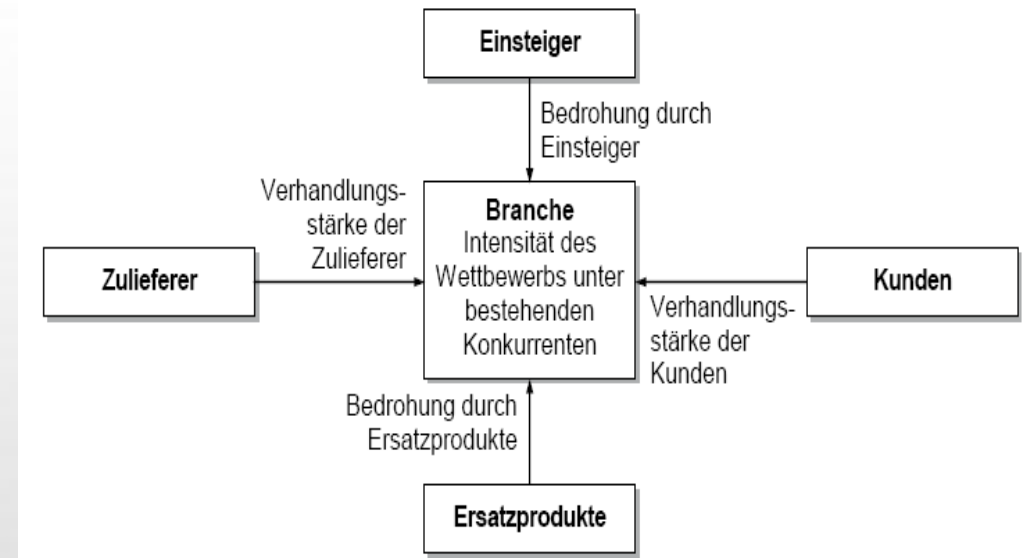 Einsteiger
Bedrohung durch
Einsteiger
Verhandlungs-
stärke der
Zulieferer
Branche
Intensität des
Wettbewerbs unter
bestehenden
Konkurrenten
Zulieferer
Kunden
Verhandlungs-
stärke der
Kunden
Bedrohung durch
Ersatzprodukte
Ersatzprodukte